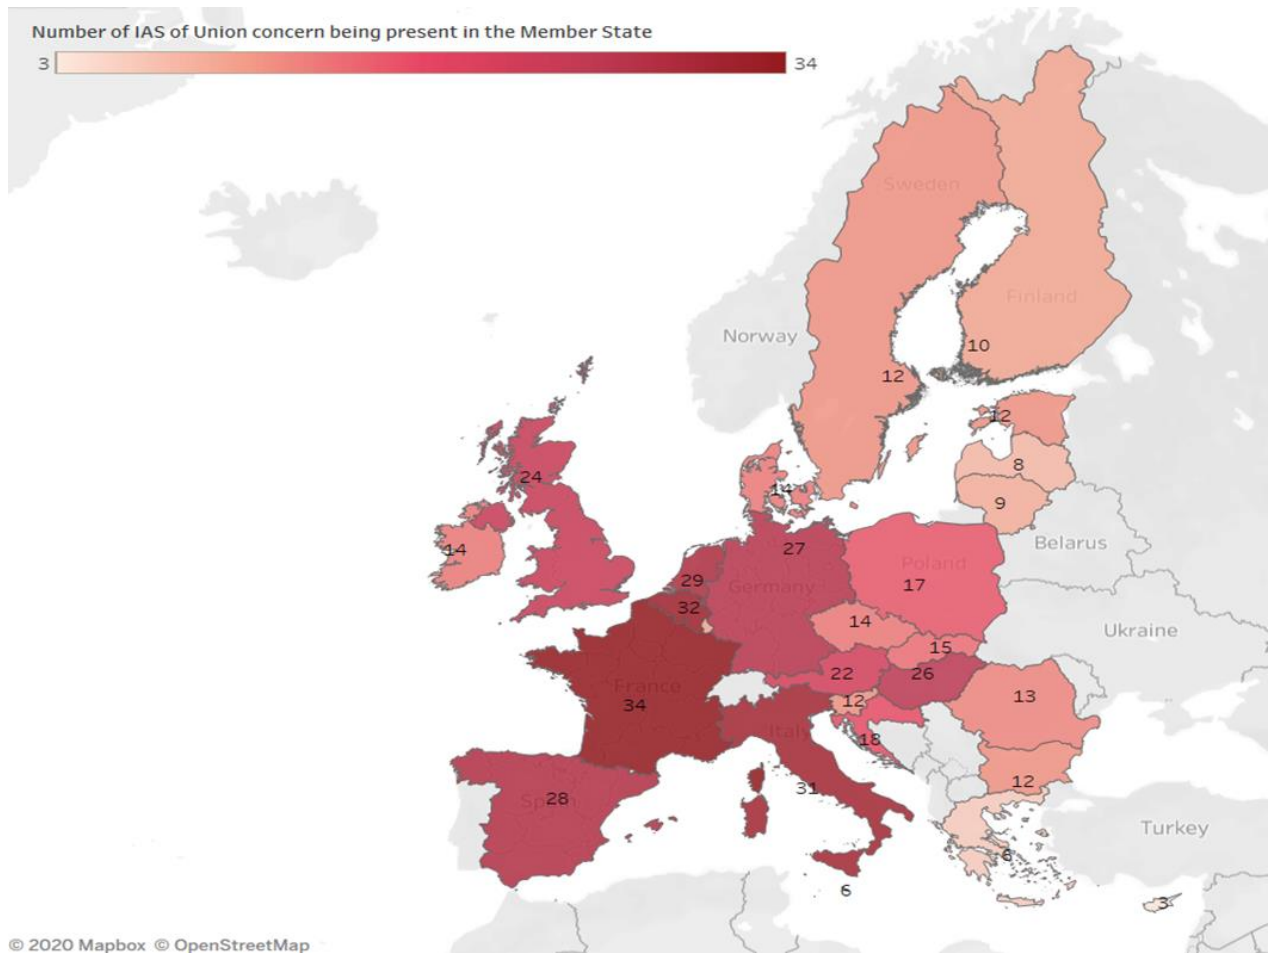 Number of IAS of Union concern being present in the Member State
3 34
Sweden
Finland
Norway
10
12
12
8
24
9
14
14
27
Belarus
Poland
29
Germany
17
32
14
Ukraine
15
22
26
France
12
13
34
18
Italy
12
31
Spain
28
Turkey
6
6
3
© 2020 Mapbox © OpenStreetMap